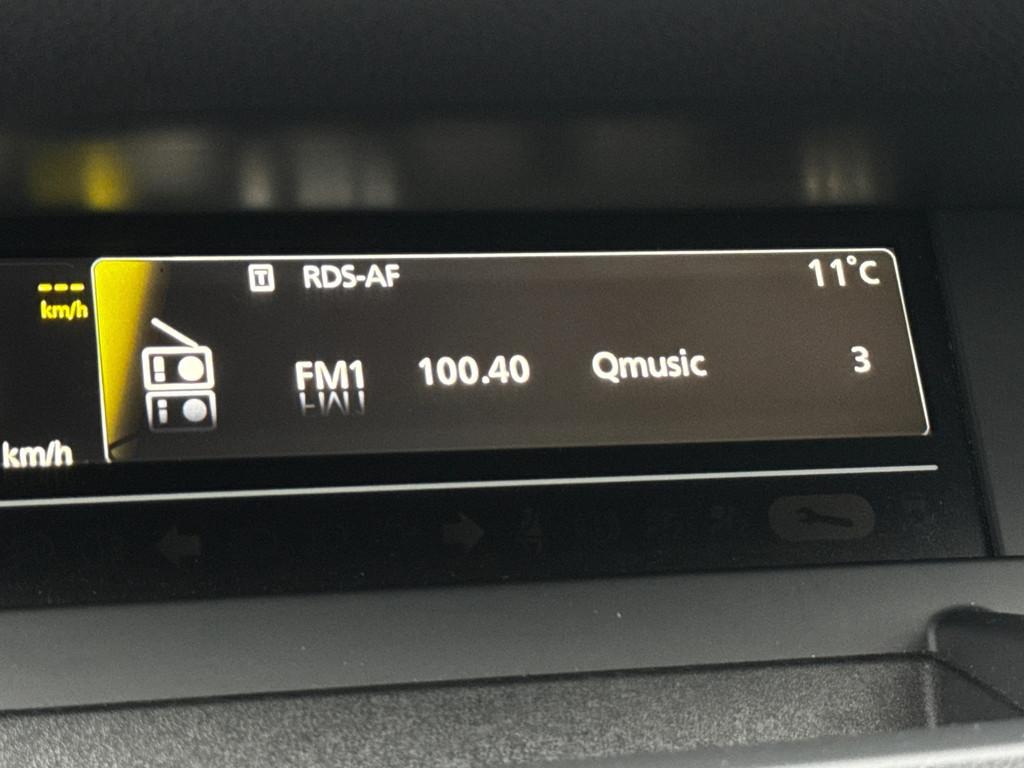 --- km/h
T RDS-AF 11°C
FM1 100.40 Qmusic 3
km/h